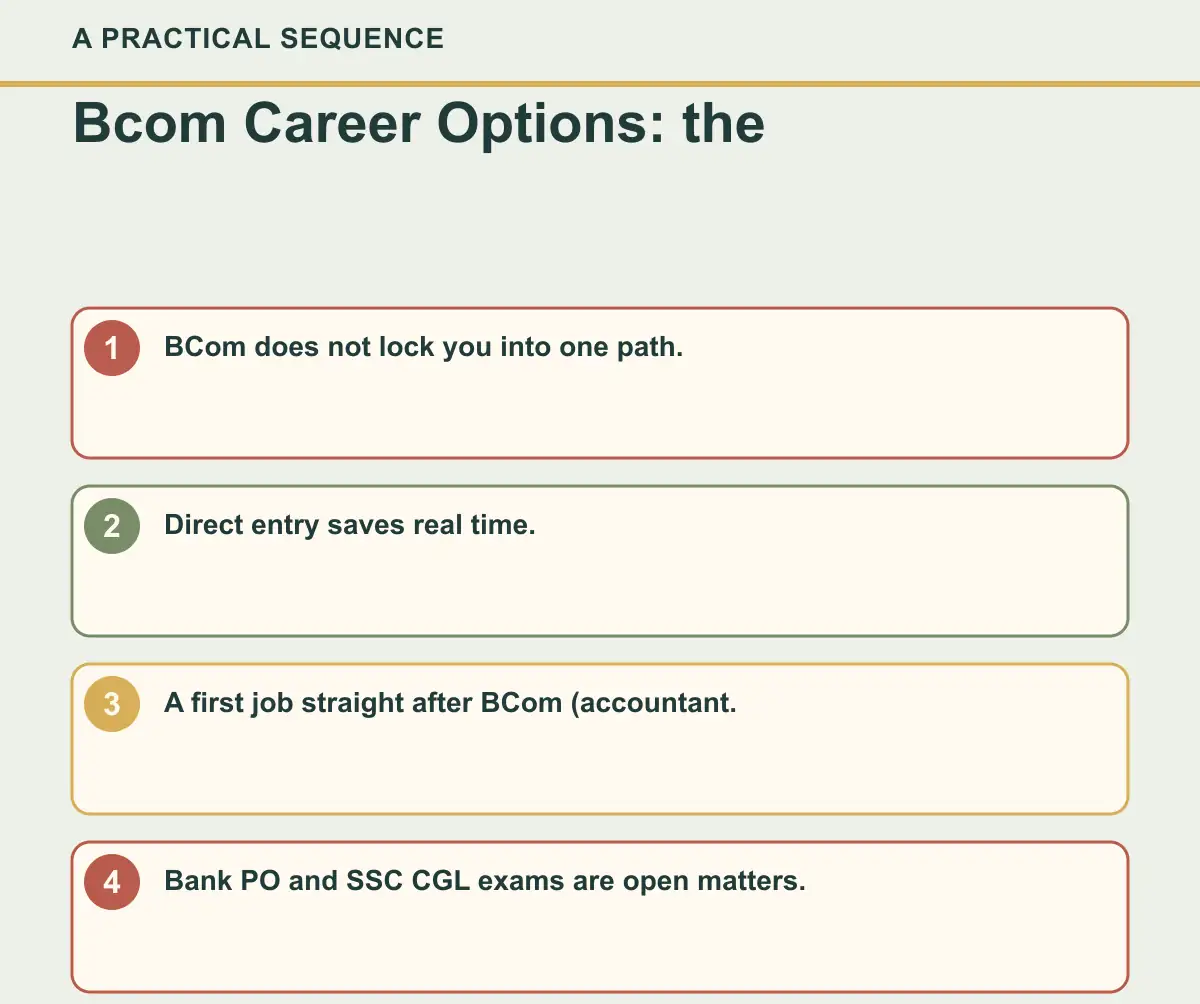 A PRACTICAL SEQUENCE
Bcom Career Options: the
1
BCom does not lock you into one path.
2
Direct entry saves real time.
3
A first job straight after BCom (accountant.
4
Bank PO and SSC CGL exams are open matters.